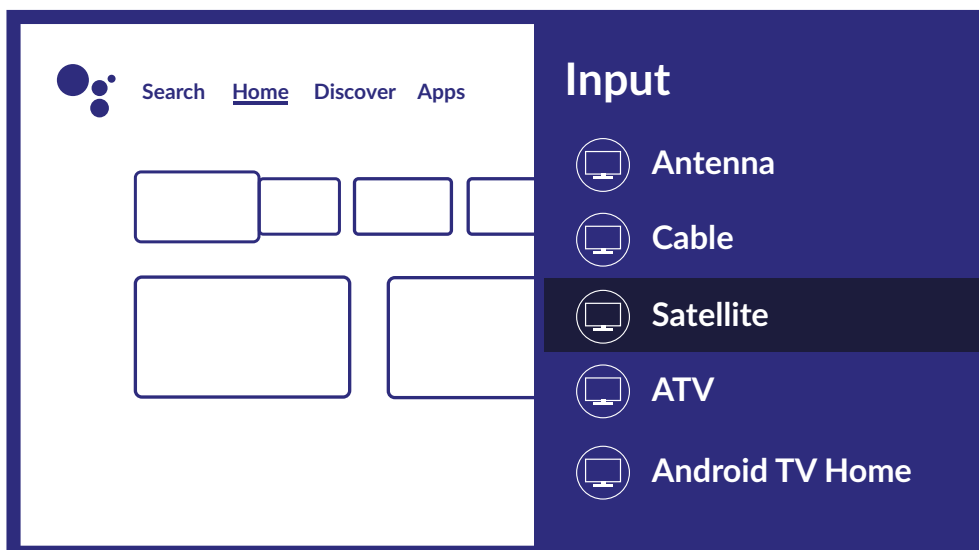 Search Home Discover Apps
Input
Antenna
Cable
Satellite
ATV
Android TV Home